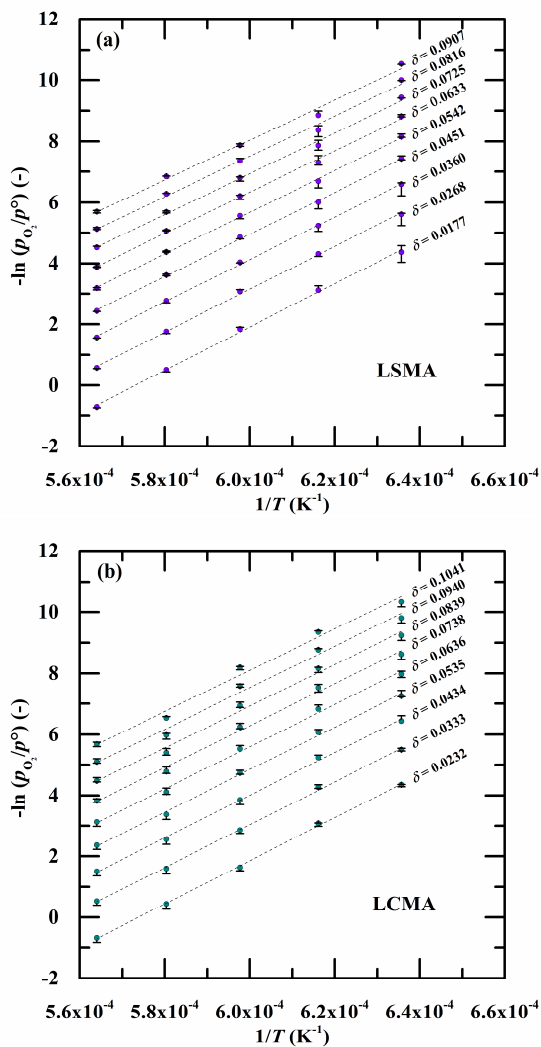 12
(a)
δ = 0.0907
δ = 0.0816
10
δ = 0.0725
δ = 0.0633
8
δ = 0.0542
δ = 0.0451
6
δ = 0.0360
δ = 0.0268
4
δ = 0.0177
2
LSMA
0
-2
-ln (pO₂/p°) (-)
5.6x10⁻⁴ 5.8x10⁻⁴ 6.0x10⁻⁴ 6.2x10⁻⁴ 6.4x10⁻⁴ 6.6x10⁻⁴
1/T (K⁻¹)
12
(b)
δ = 0.1041
δ = 0.0940
10
δ = 0.0839
δ = 0.0738
8
δ = 0.0636
δ = 0.0535
6
δ = 0.0434
δ = 0.0333
4
δ = 0.0232
2
LCMA
0
-2
-ln (pO₂/p°) (-)
5.6x10⁻⁴ 5.8x10⁻⁴ 6.0x10⁻⁴ 6.2x10⁻⁴ 6.4x10⁻⁴ 6.6x10⁻⁴
1/T (K⁻¹)